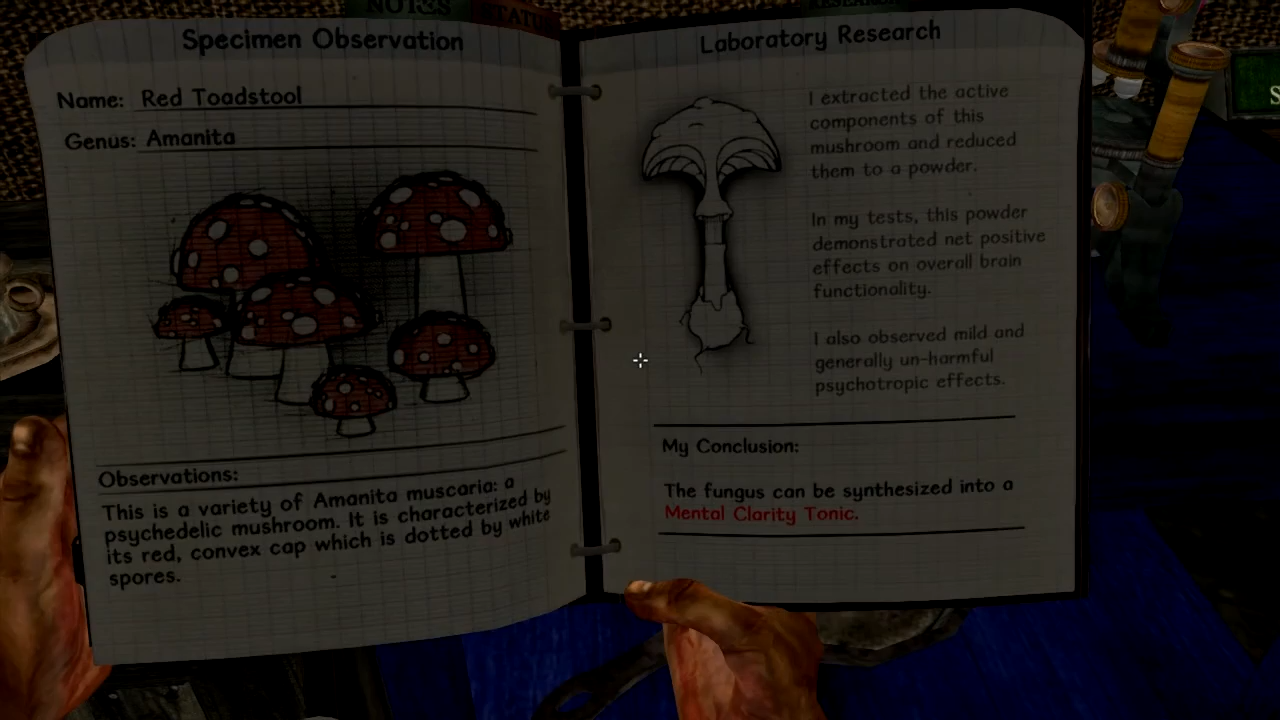 NOTES
STATUS
RESEARCH
Specimen Observation
Name: Red Toadstool
Genus: Amanita
Observations:
This is a variety of Amanita muscaria: a
psychedelic mushroom. It is characterized by
its red, convex cap which is dotted by white
spores.
Laboratory Research
I extracted the active
components of this
mushroom and reduced
them to a powder.
In my tests, this powder
demonstrated net positive
effects on overall brain
functionality.
I also observed mild and
generally un-harmful
psychotropic effects.
My Conclusion:
The fungus can be synthesized into a
Mental Clarity Tonic.
S